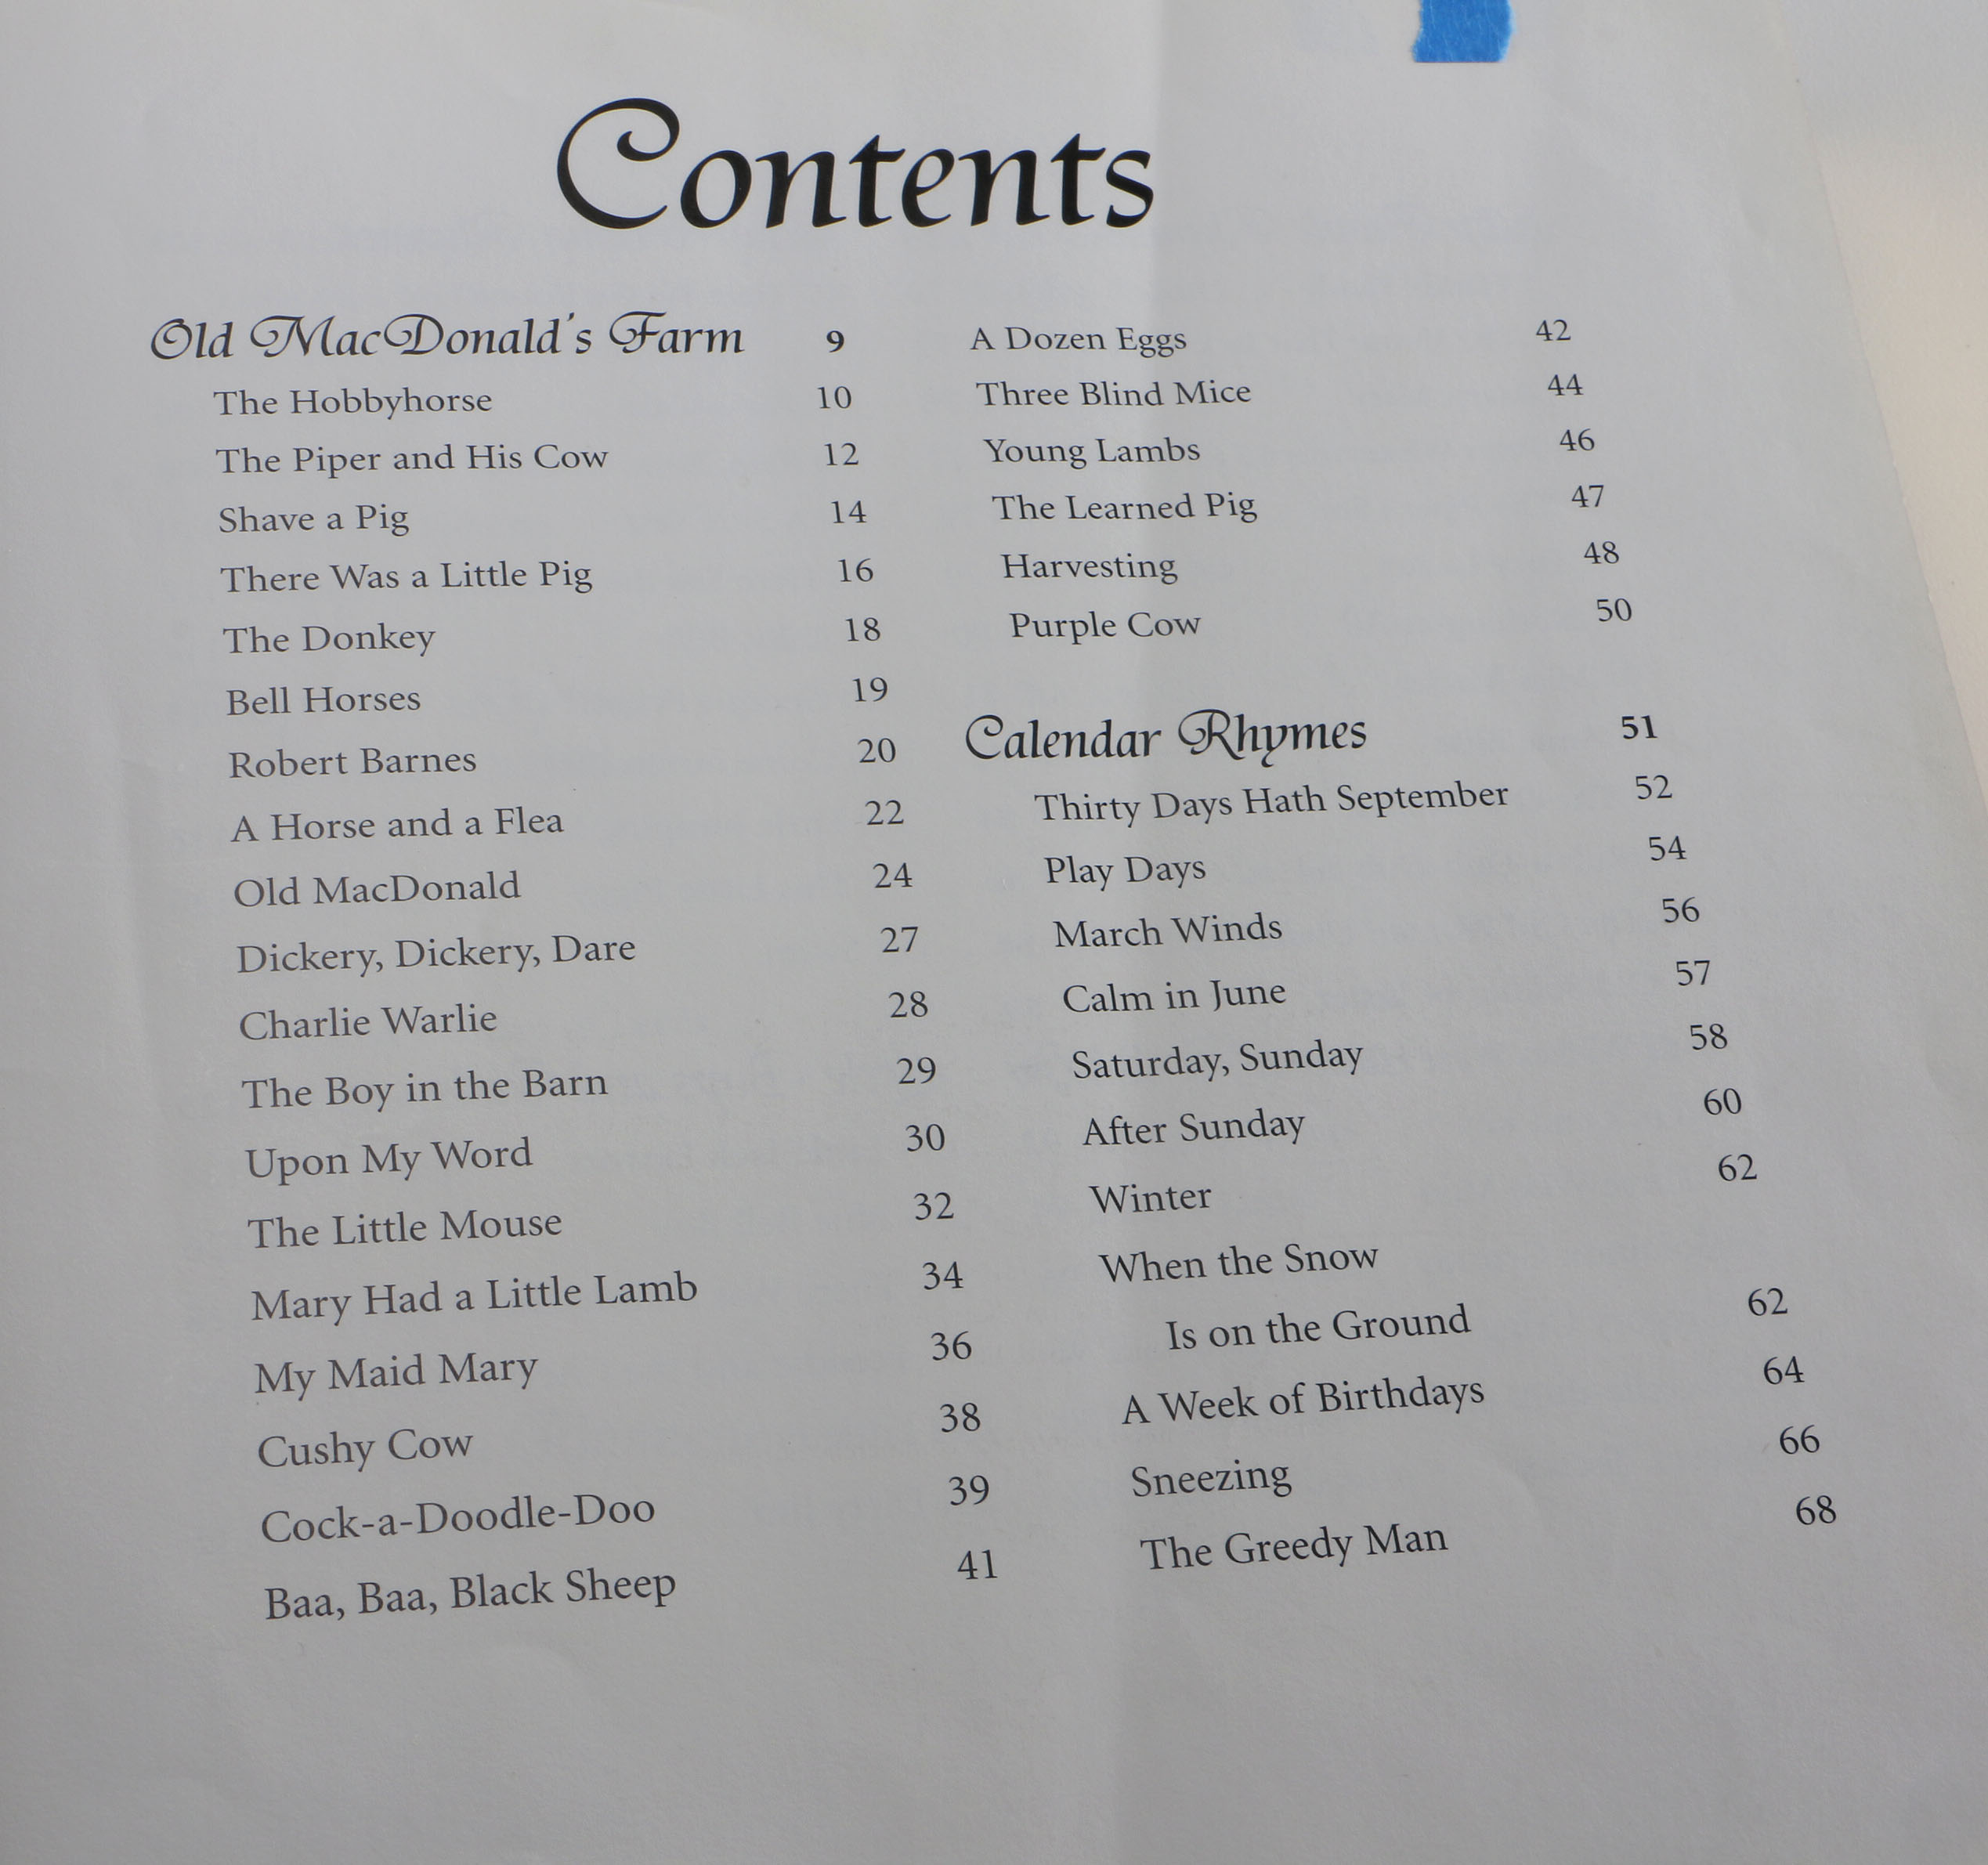 Contents
Old MacDonald's Farm 9
The Hobbyhorse 10
The Piper and His Cow 12
Shave a Pig 14
There Was a Little Pig 16
The Donkey 18
Bell Horses 19
Robert Barnes 20
A Horse and a Flea 22
Old MacDonald 24
Dickery, Dickery, Dare 27
Charlie Warlie 28
The Boy in the Barn 29
Upon My Word 30
The Little Mouse 32
Mary Had a Little Lamb 34
My Maid Mary 36
Cushy Cow 38
Cock-a-Doodle-Doo 39
Baa, Baa, Black Sheep 41
A Dozen Eggs 42
Three Blind Mice 44
Young Lambs 46
The Learned Pig 47
Harvesting 48
Purple Cow 50
Calendar Rhymes 51
Thirty Days Hath September 52
Play Days 54
March Winds 56
Calm in June 57
Saturday, Sunday 58
After Sunday 60
Winter 62
When the Snow
Is on the Ground 62
A Week of Birthdays 64
Sneezing 66
The Greedy Man 68